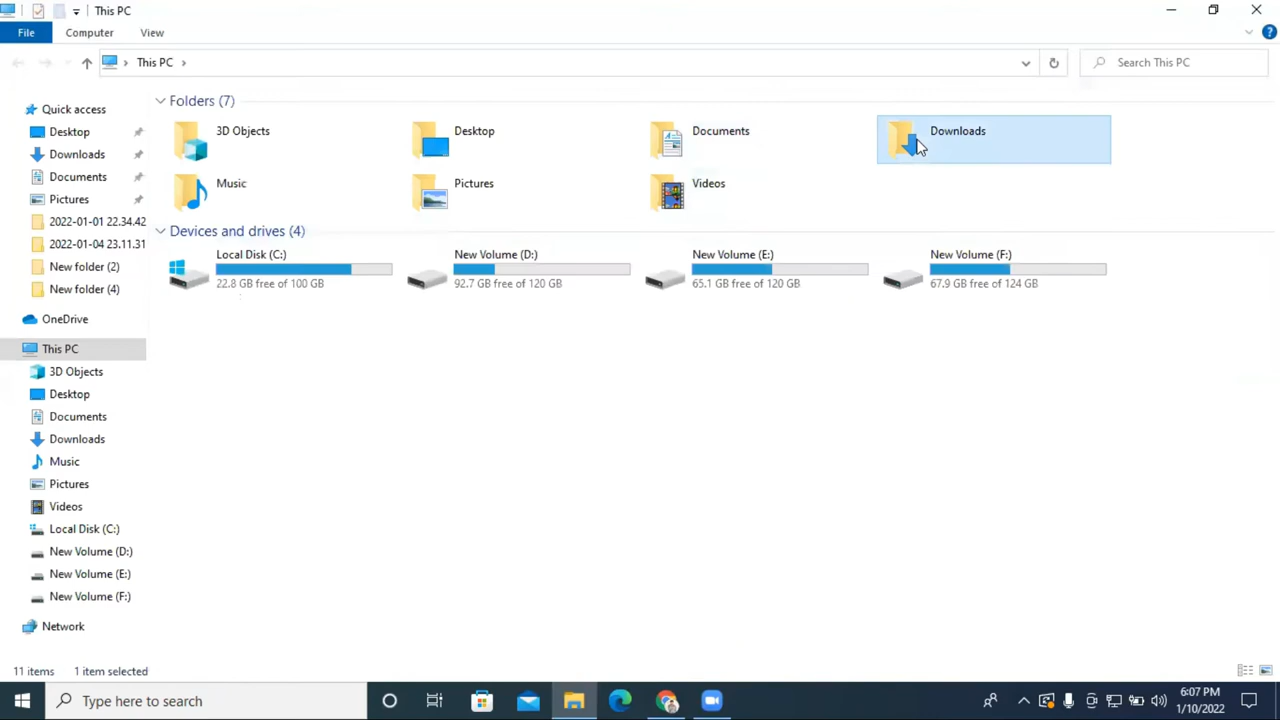 This PC
File Computer View
This PC
Search This PC
Quick access
Desktop
Downloads
Documents
Pictures
2022-01-01 22.34.42
2022-01-04 23.11.31
New folder (2)
New folder (4)
OneDrive
This PC
3D Objects
Desktop
Documents
Downloads
Music
Pictures
Videos
Local Disk (C:)
New Volume (D:)
New Volume (E:)
New Volume (F:)
Network
Folders (7)
3D Objects
Desktop
Documents
Downloads
Music
Pictures
Videos
Devices and drives (4)
Local Disk (C:)
22.8 GB free of 100 GB
New Volume (D:)
92.7 GB free of 120 GB
New Volume (E:)
65.1 GB free of 120 GB
New Volume (F:)
67.9 GB free of 124 GB
11 items 1 item selected
Type here to search
6:07 PM
1/10/2022